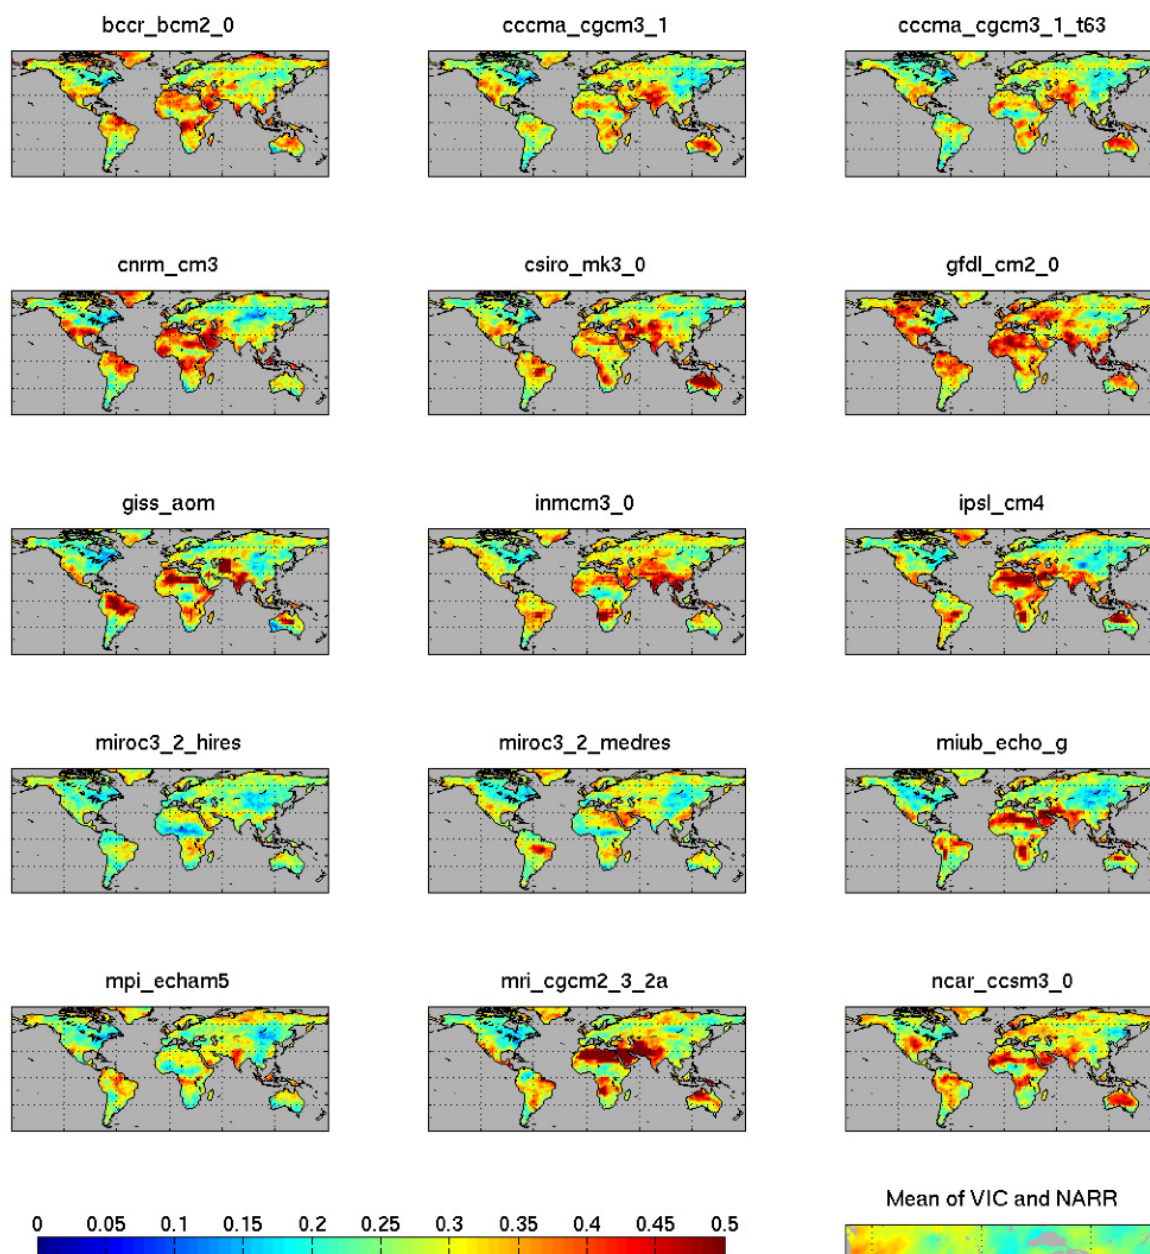 bccr_bcm2_0 cccma_cgcm3_1 cccma_cgcm3_1_t63
cnrm_cm3 csiro_mk3_0 gfdl_cm2_0
giss_aom inmcm3_0 ipsl_cm4
miroc3_2_hires miroc3_2_medres miub_echo_g
mpi_echam5 mri_cgcm2_3_2a ncar_ccsm3_0
Mean of VIC and NARR
0 0.05 0.1 0.15 0.2 0.25 0.3 0.35 0.4 0.45 0.5